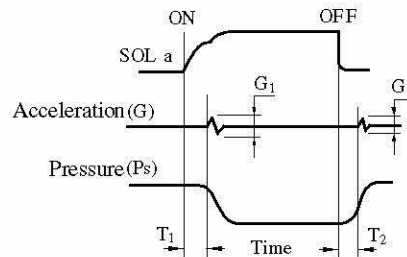 ON OFF
SOL a
G₁ G
Acceleration (G)
Pressure (Ps)
T₁ Time T₂